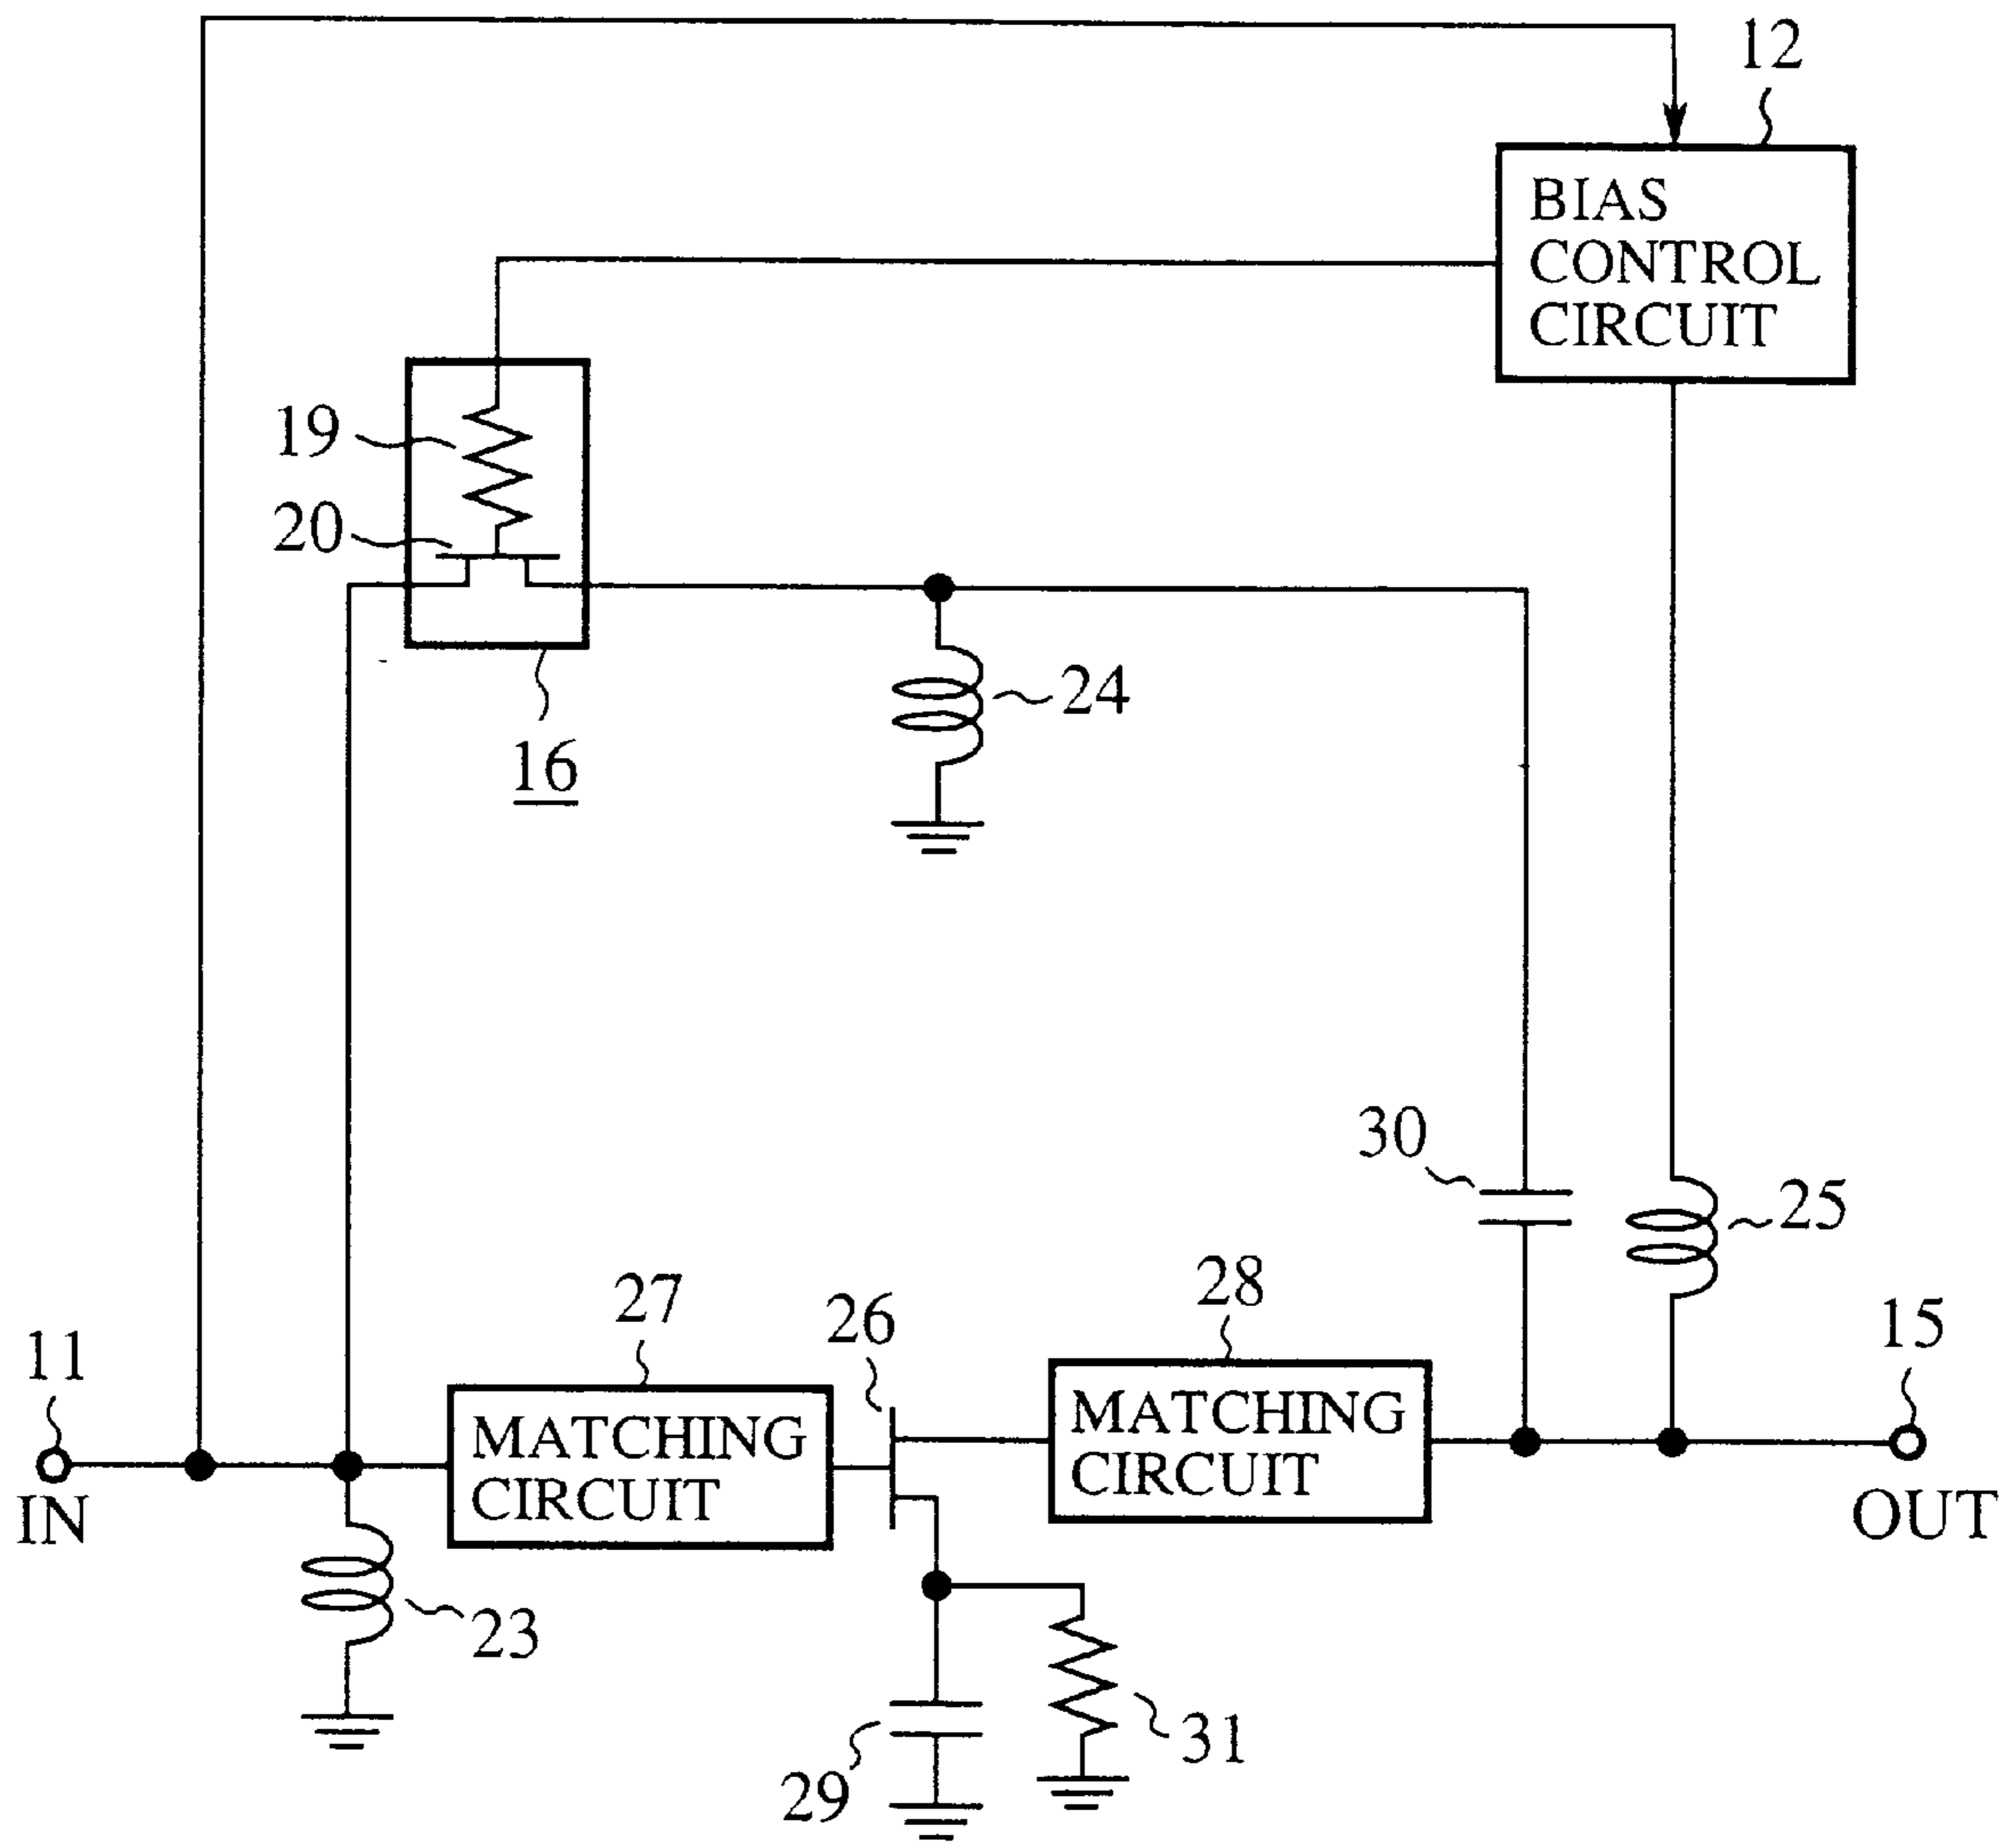 12
BIAS
CONTROL
CIRCUIT
19
20
24
16
30
25
28
27
26
15
11
MATCHING
CIRCUIT
MATCHING
CIRCUIT
IN
OUT
23
31
29